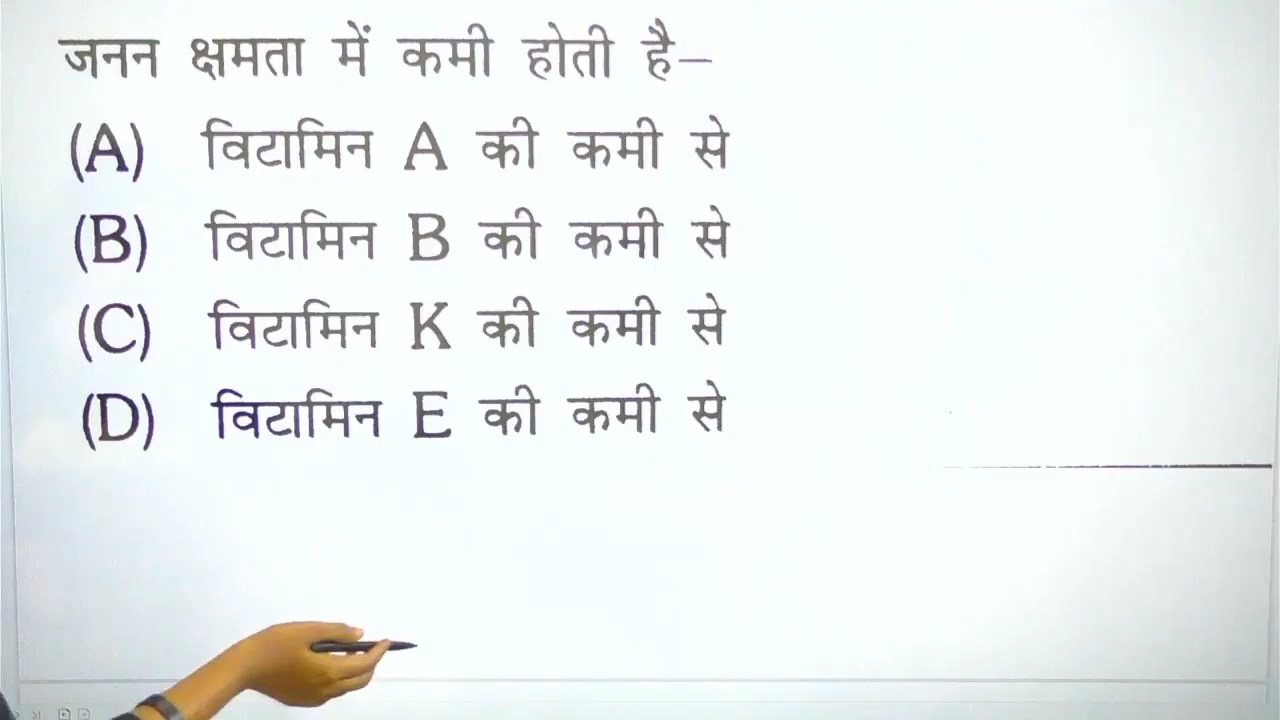 जनन क्षमता में कमी होती है–
(A) विटामिन A की कमी से
(B) विटामिन B की कमी से
(C) विटामिन K की कमी से
(D) विटामिन E की कमी से